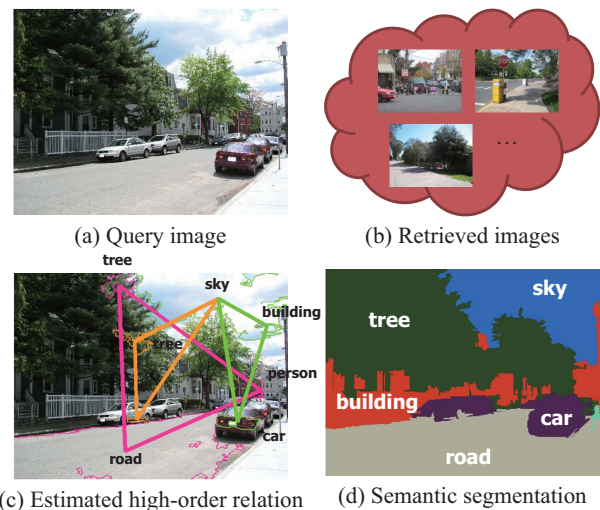 (a) Query image
(b) Retrieved images
...
tree
sky
building
tree
person
car
road
(c) Estimated high-order relation
sky
tree
building
car
road
(d) Semantic segmentation